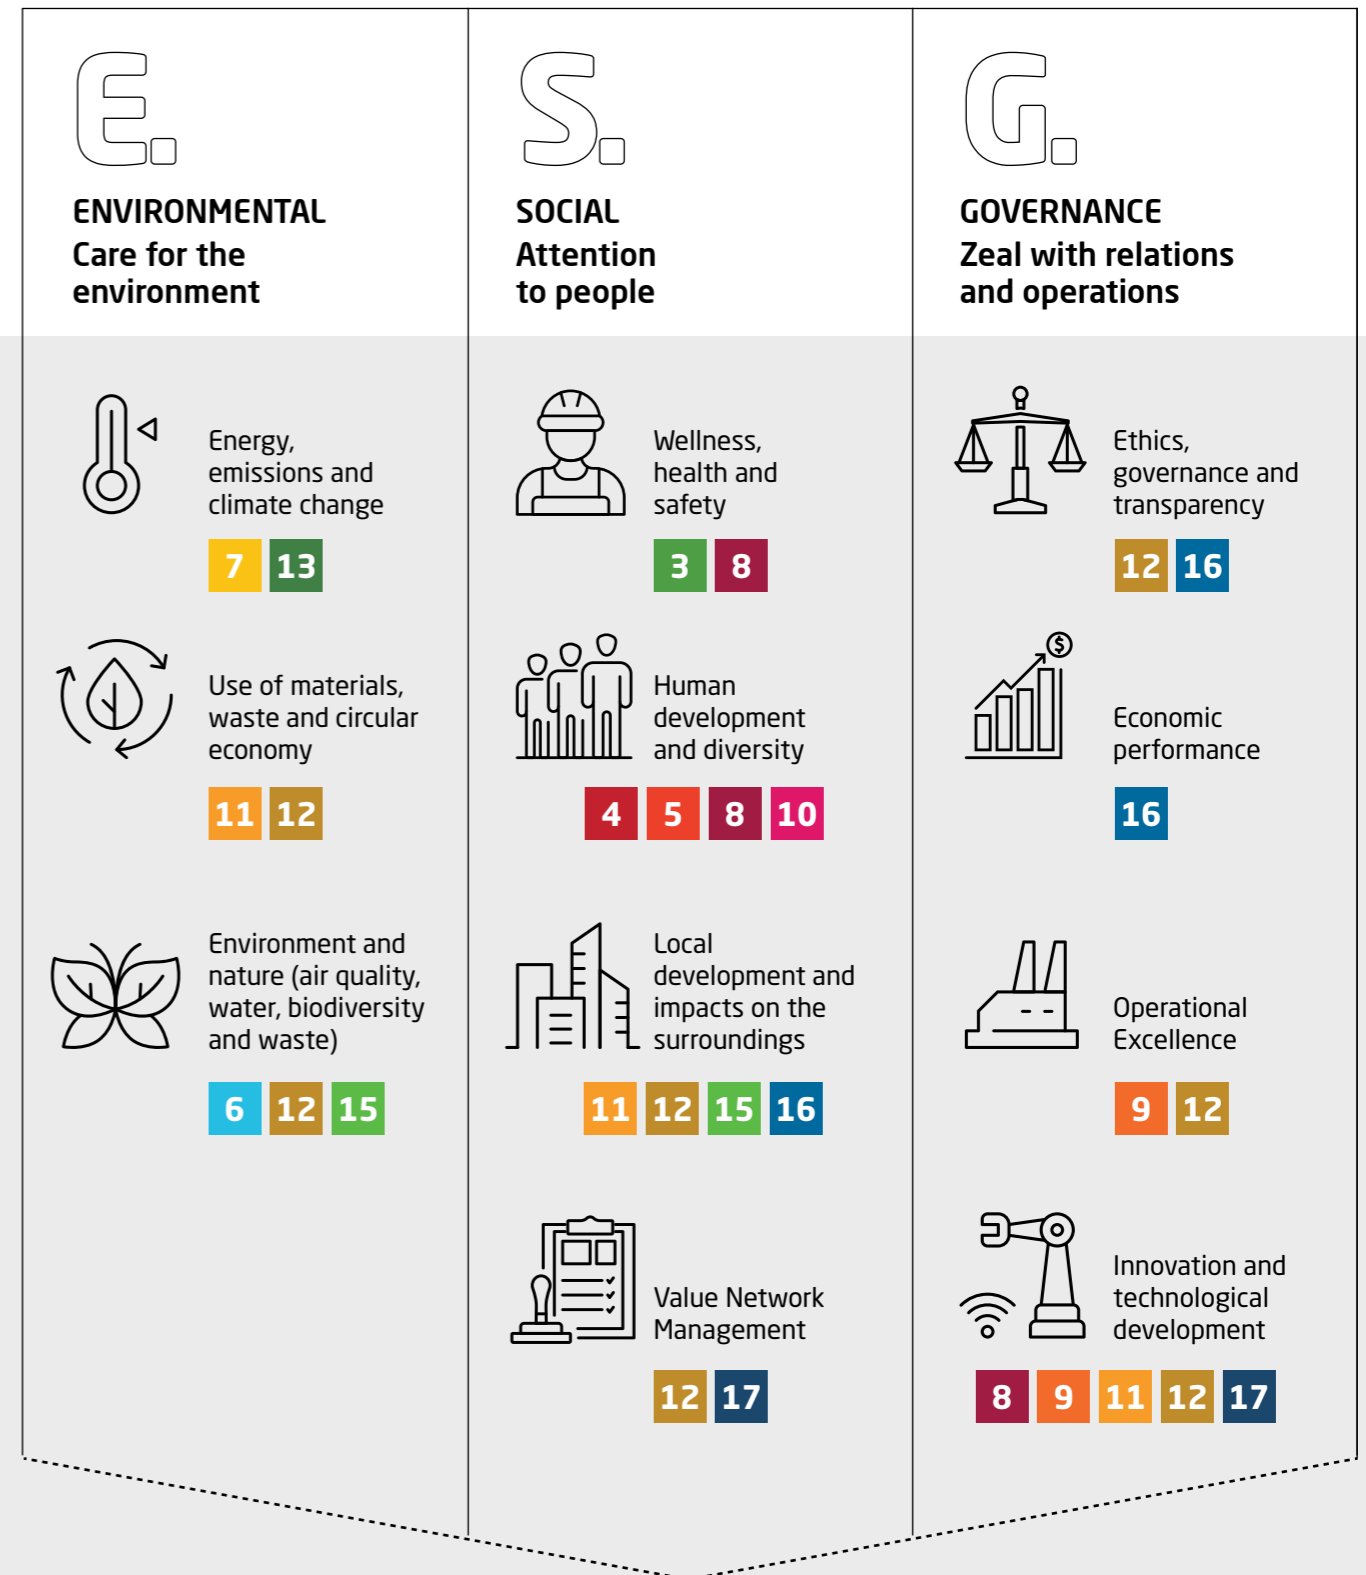 E.
ENVIRONMENTAL
Care for the
environment
Energy,
emissions and
climate change
7 13
Use of materials,
waste and circular
economy
11 12
Environment and
nature (air quality,
water, biodiversity
and waste)
6 12 15
S.
SOCIAL
Attention
to people
Wellness,
health and
safety
3 8
Human
development
and diversity
4 5 8 10
Local
development and
impacts on the
surroundings
11 12 15 16
Value Network
Management
12 17
G.
GOVERNANCE
Zeal with relations
and operations
Ethics,
governance and
transparency
12 16
$
Economic
performance
16
Operational
Excellence
9 12
Innovation and
technological
development
8 9 11 12 17